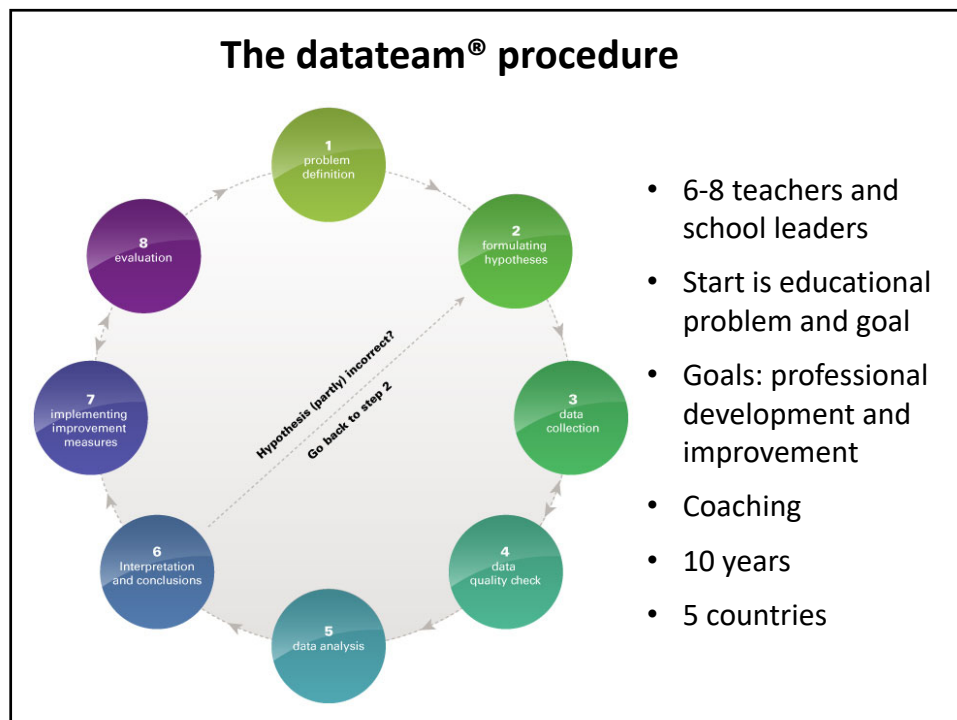 The datateam® procedure
1
problem
definition
2
formulating
hypotheses
3
data
collection
4
data
quality check
5
data analysis
6
Interpretation
and conclusions
7
implementing
improvement
measures
8
evaluation
Hypothesis (partly) incorrect?
Go back to step 2
• 6-8 teachers and
school leaders
• Start is educational
problem and goal
• Goals: professional
development and
improvement
• Coaching
• 10 years
• 5 countries